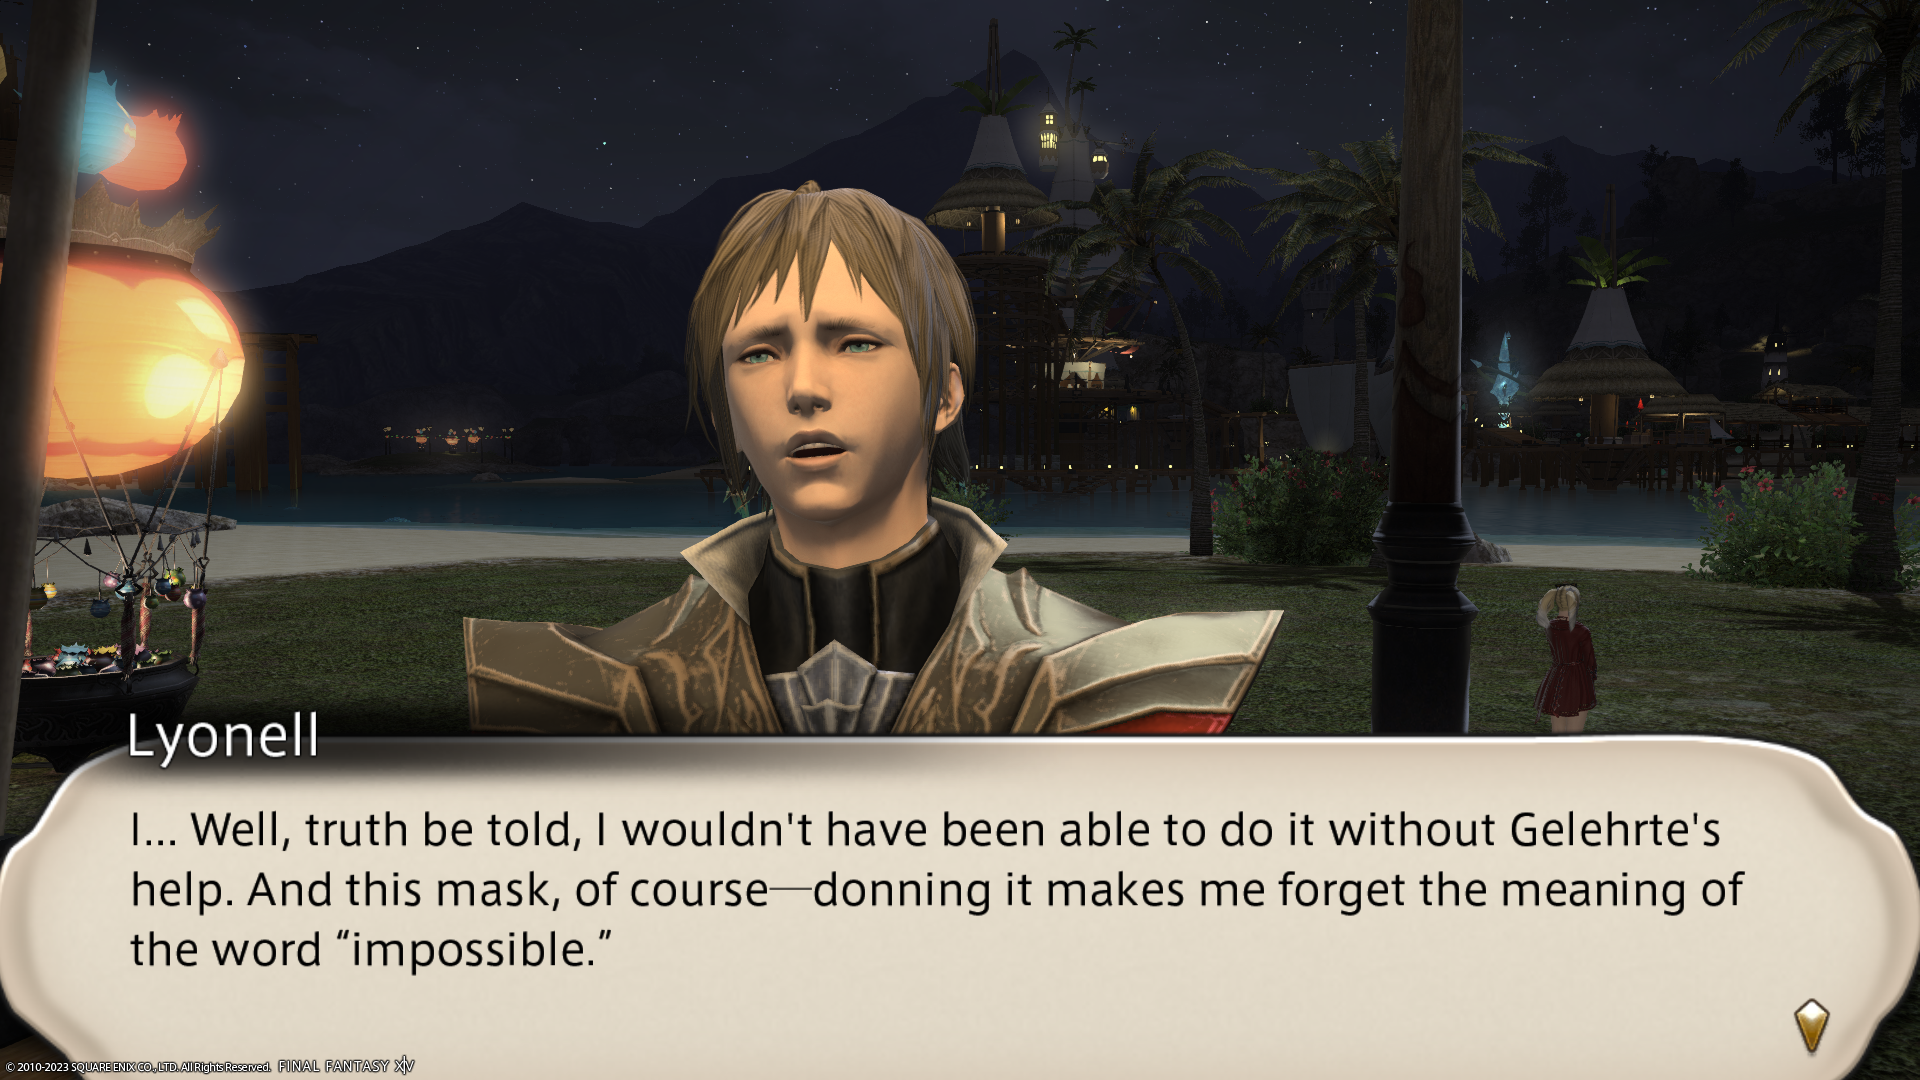 Lyonell
I... Well, truth be told, I wouldn't have been able to do it without Gelehrte's
help. And this mask, of course—donning it makes me forget the meaning of
the word “impossible.”
© 2010-2023 SQUARE ENIX CO., LTD. All Rights Reserved. FINAL FANTASY XIV